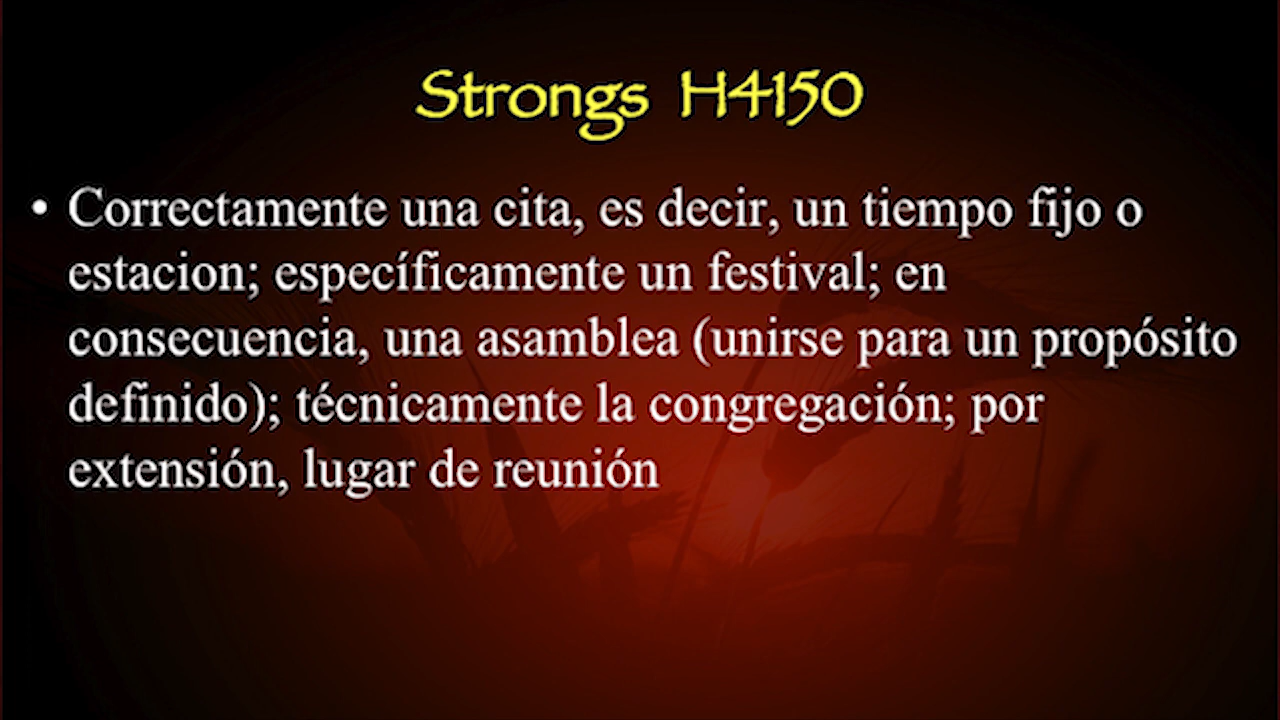 Strongs H4150
• Correctamente una cita, es decir, un tiempo fijo o
estacion; específicamente un festival; en
consecuencia, una asamblea (unirse para un propósito
definido); técnicamente la congregación; por
extensión, lugar de reunión